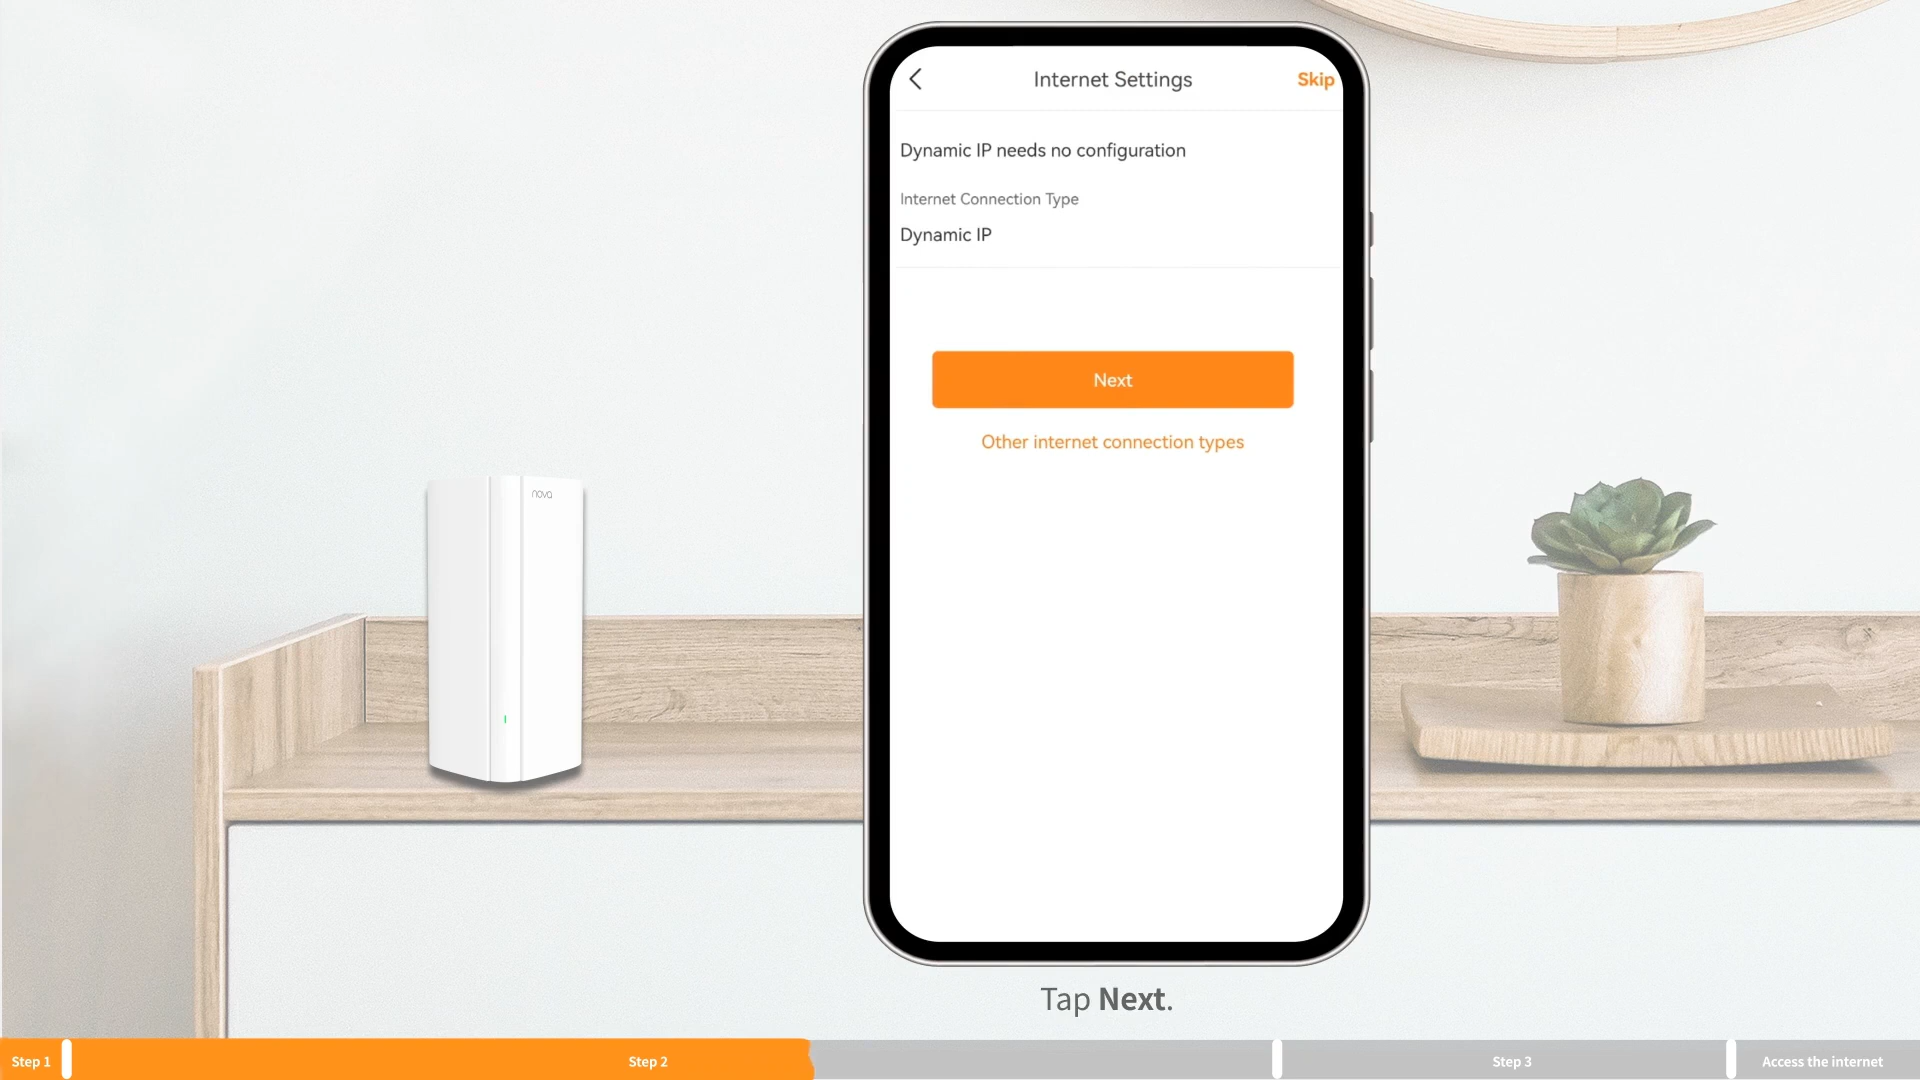 Internet Settings
Skip
Dynamic IP needs no configuration
Internet Connection Type
Dynamic IP
Next
Other internet connection types
nova
Tap Next.
Step 1
Step 2
Step 3
Access the internet